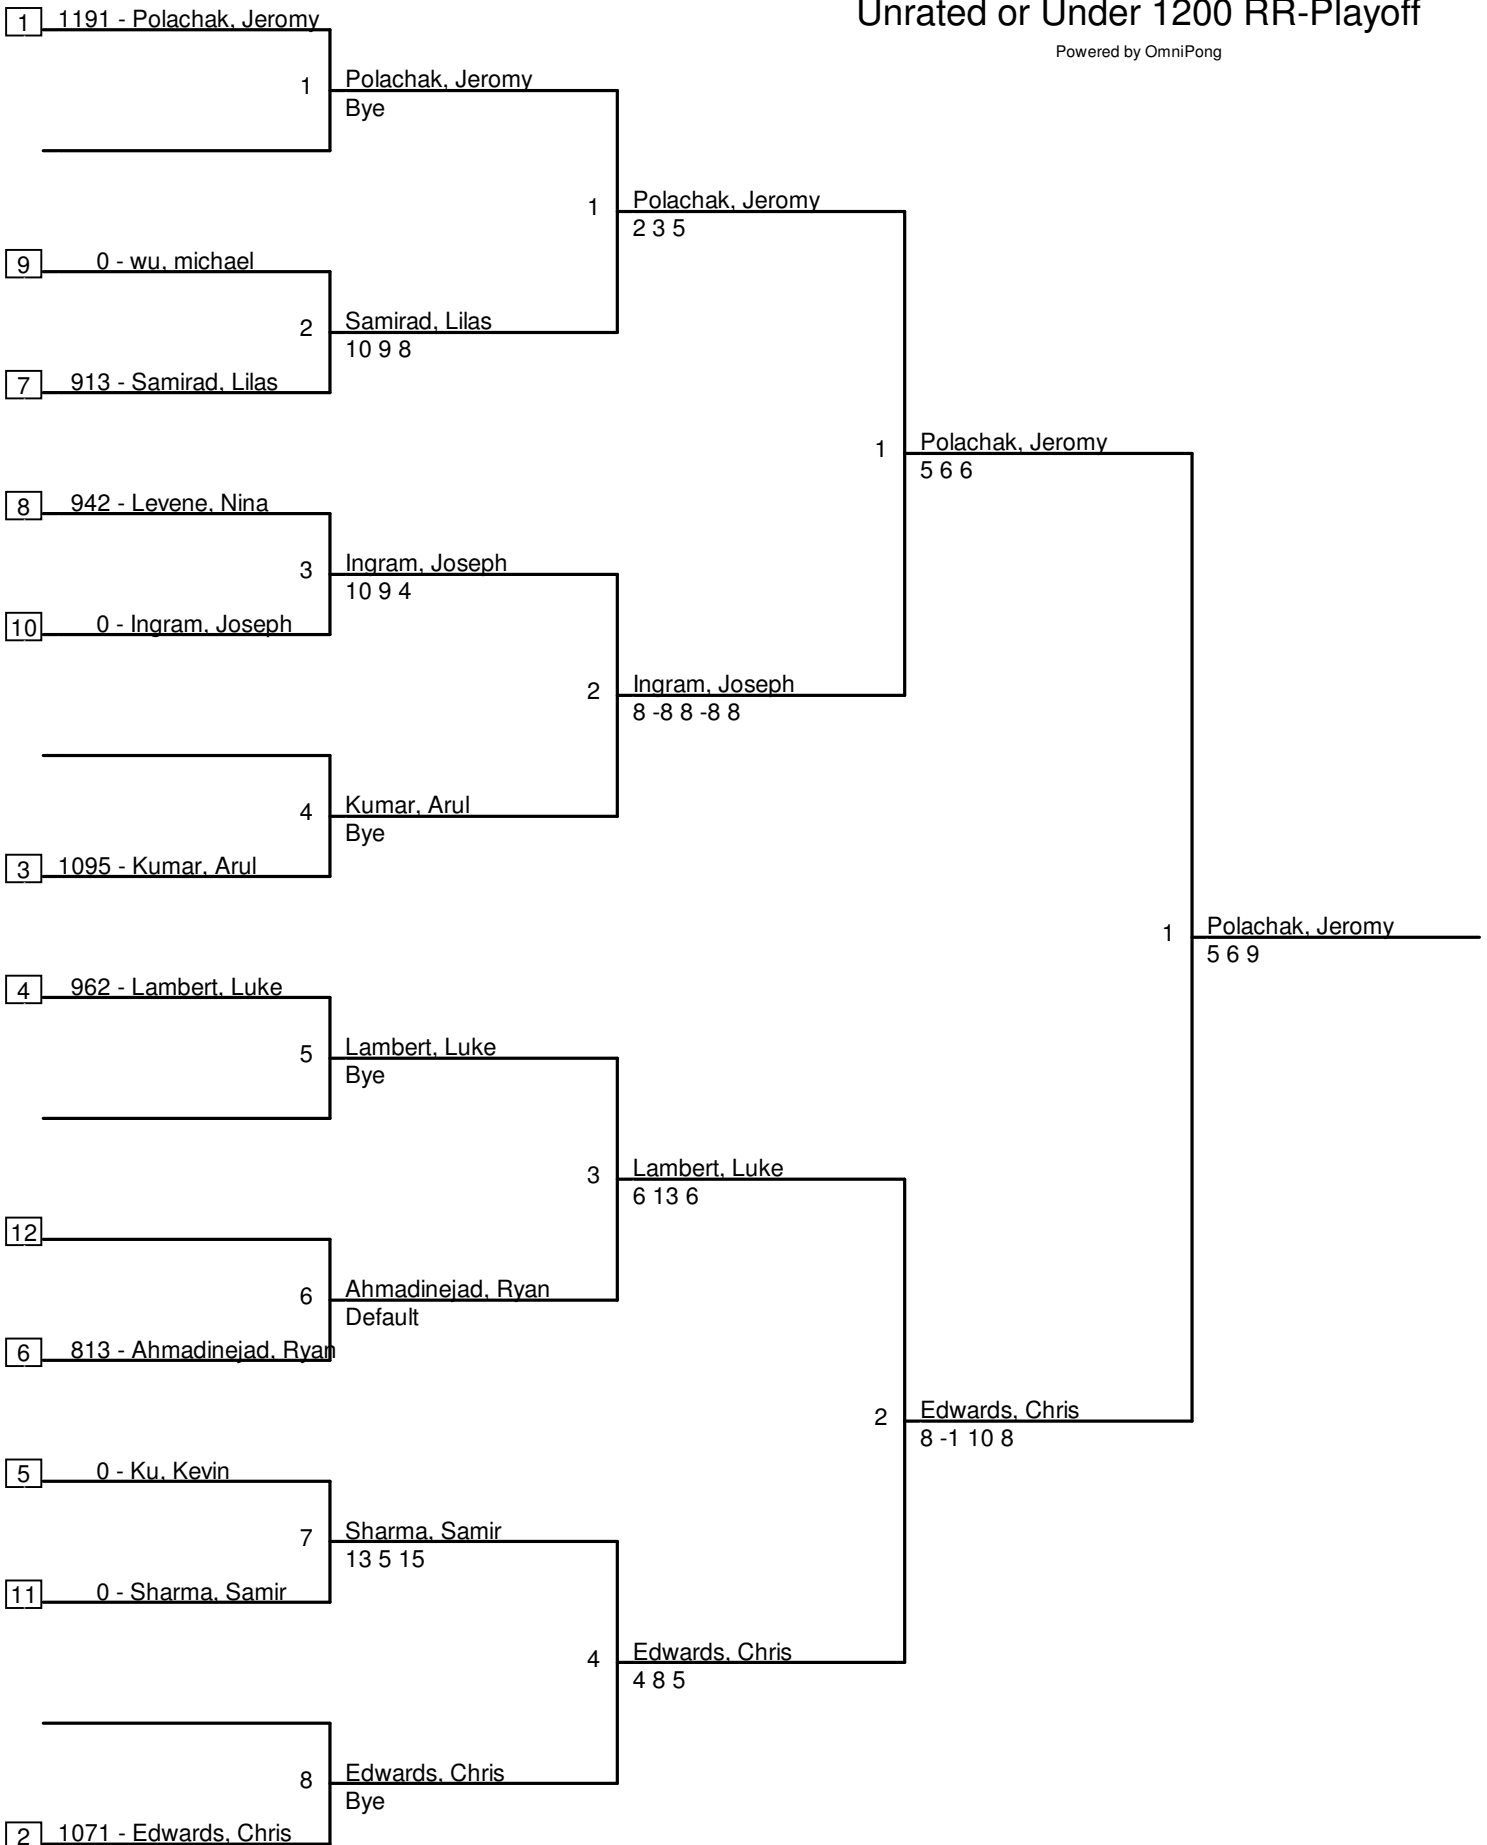 Unrated or Under 1200 RR-Playoff
Powered by OmniPong
1 1191 - Polachak, Jeromy
1 Polachak, Jeromy
Bye
1 Polachak, Jeromy
2 3 5
9 0 - wu, michael
2 Samirad, Lilas
10 9 8
7 913 - Samirad, Lilas
1 Polachak, Jeromy
5 6 6
8 942 - Levene, Nina
3 Ingram, Joseph
10 9 4
10 0 - Ingram, Joseph
2 Ingram, Joseph
8 -8 8 -8 8
4 Kumar, Arul
Bye
3 1095 - Kumar, Arul
1 Polachak, Jeromy
5 6 9
4 962 - Lambert, Luke
5 Lambert, Luke
Bye
3 Lambert, Luke
6 13 6
12
6 Ahmadinejad, Ryan
Default
6 813 - Ahmadinejad, Ryan
2 Edwards, Chris
8 -1 10 8
5 0 - Ku, Kevin
7 Sharma, Samir
13 5 15
11 0 - Sharma, Samir
4 Edwards, Chris
4 8 5
8 Edwards, Chris
Bye
2 1071 - Edwards, Chris